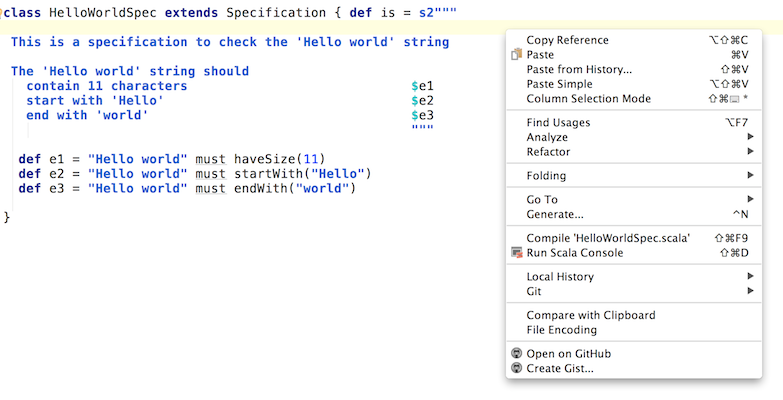 class HelloWorldSpec extends Specification { def is = s2"""
This is a specification to check the 'Hello world' string
The 'Hello world' string should
contain 11 characters $e1
start with 'Hello' $e2
end with 'world' $e3
"""
def e1 = "Hello world" must haveSize(11)
def e2 = "Hello world" must startWith("Hello")
def e3 = "Hello world" must endWith("world")
}
Copy Reference ⌥⇧⌘C
Paste ⌘V
Paste from History... ⇧⌘V
Paste Simple ⌥⇧⌘V
Column Selection Mode ⇧⌘⌨ *
Find Usages ⌥F7
Analyze ▶
Refactor ▶
Folding ▶
Go To ▶
Generate... ^N
Compile 'HelloWorldSpec.scala' ⇧⌘F9
Run Scala Console ⇧⌘D
Local History ▶
Git ▶
Compare with Clipboard
File Encoding
Open on GitHub
Create Gist...